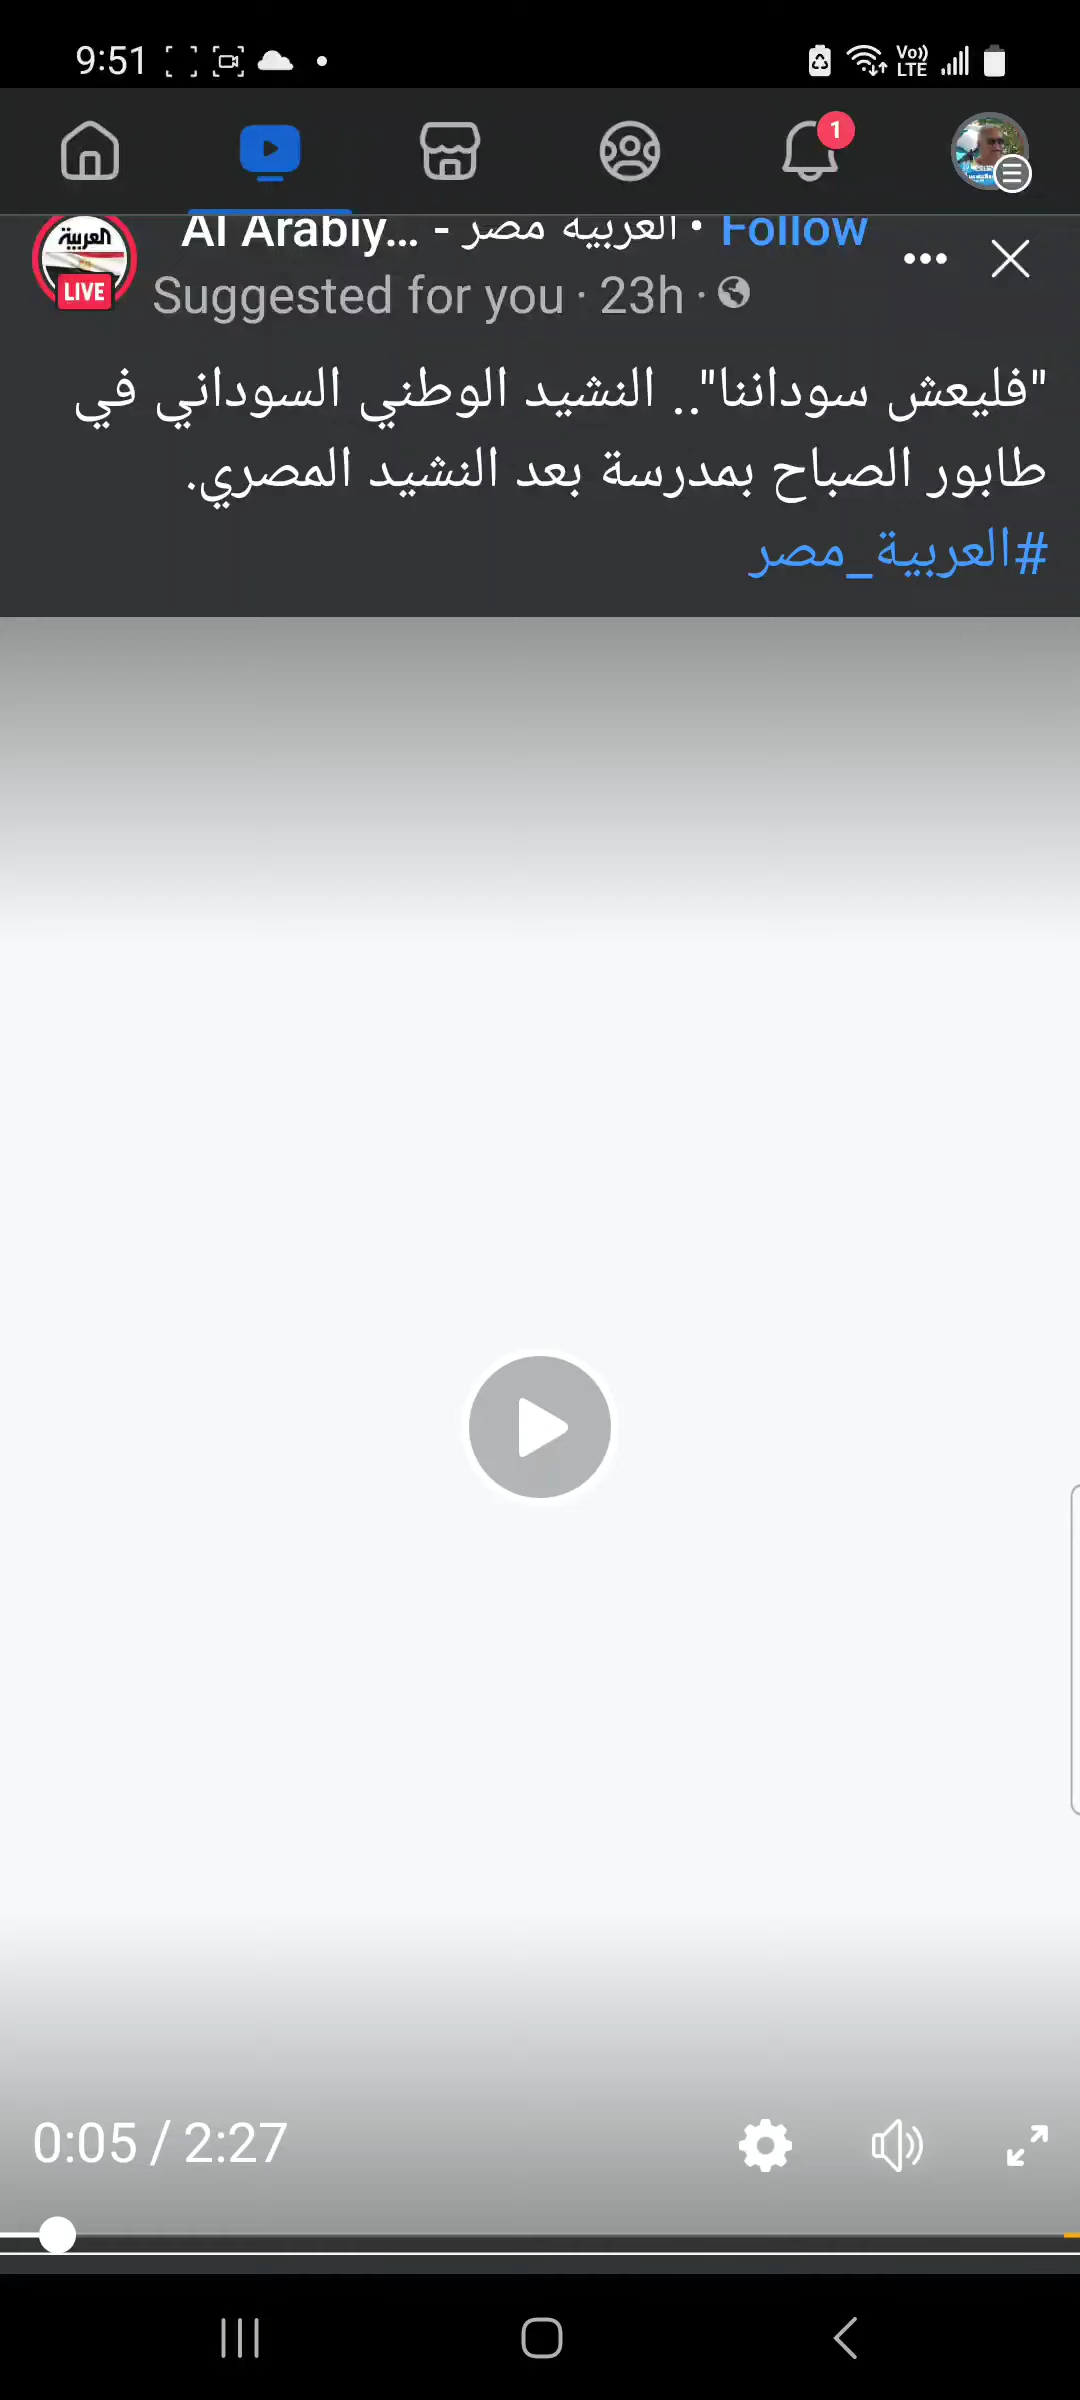 9:51
Vo)) LTE
1
Al Arabiy... - العربية مصر • Follow
العربية
LIVE
Suggested for you · 23h ·
"فليعش سوداننا".. النشيد الوطني السوداني في
طابور الصباح بمدرسة بعد النشيد المصري.
#العربية_مصر
0:05 / 2:27